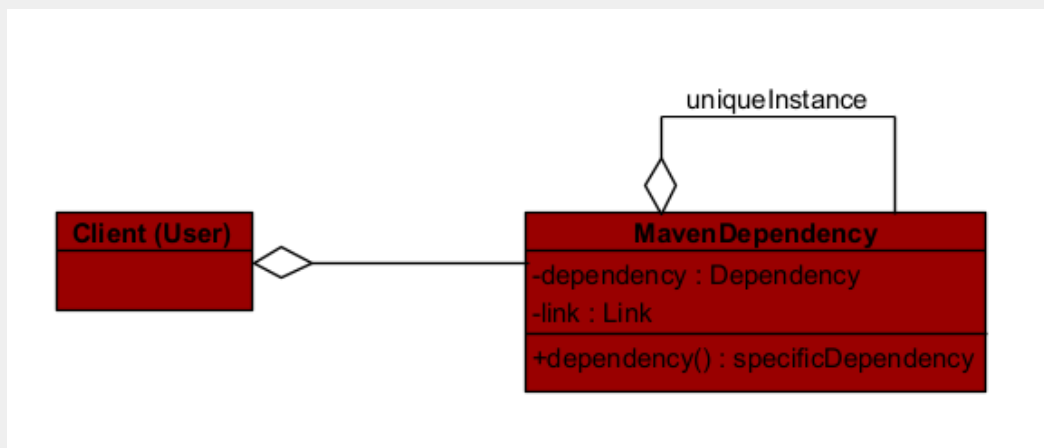 uniqueInstance
Client (User)
MavenDependency
-dependency : Dependency
-link : Link
+dependency() : specificDependency